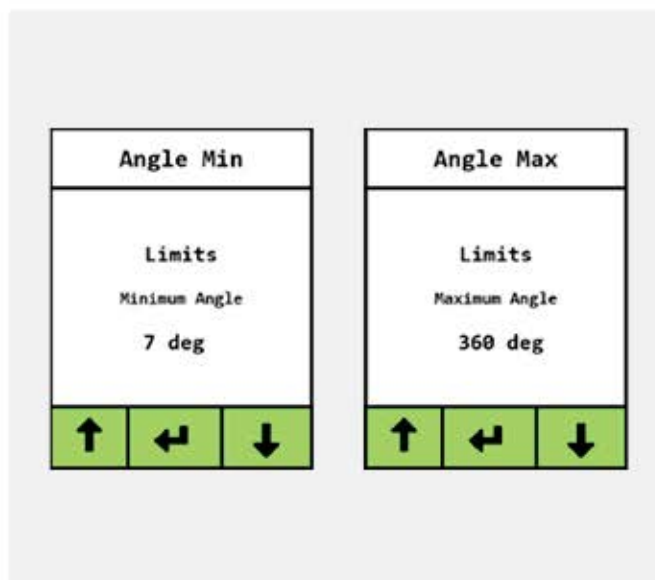 Angle Min
Limits
Minimum Angle
7 deg
Angle Max
Limits
Maximum Angle
360 deg